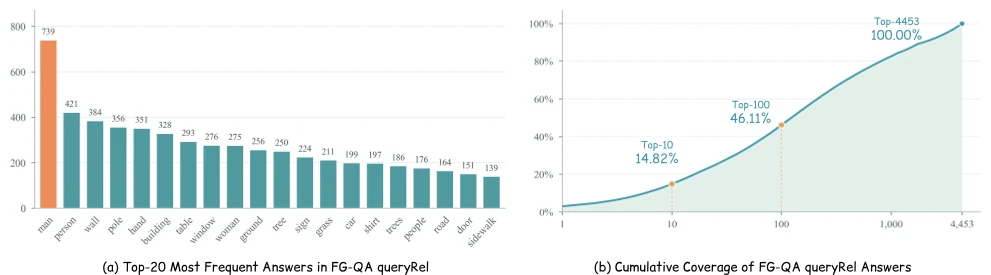 800
600
400
200
0
739
421
384
356
351
328
293
276
275
256
250
224
211
199
197
186
176
164
151
139
man
person
wall
pole
hand
building
table
window
woman
ground
tree
sign
grass
car
shirt
trees
people
road
door
sidewalk
(a) Top-20 Most Frequent Answers in FG-QA queryRel
100%
80%
60%
40%
20%
0%
Top-10
14.82%
Top-100
46.11%
Top-4453
100.00%
1
10
100
1,000
4,453
(b) Cumulative Coverage of FG-QA queryRel Answers